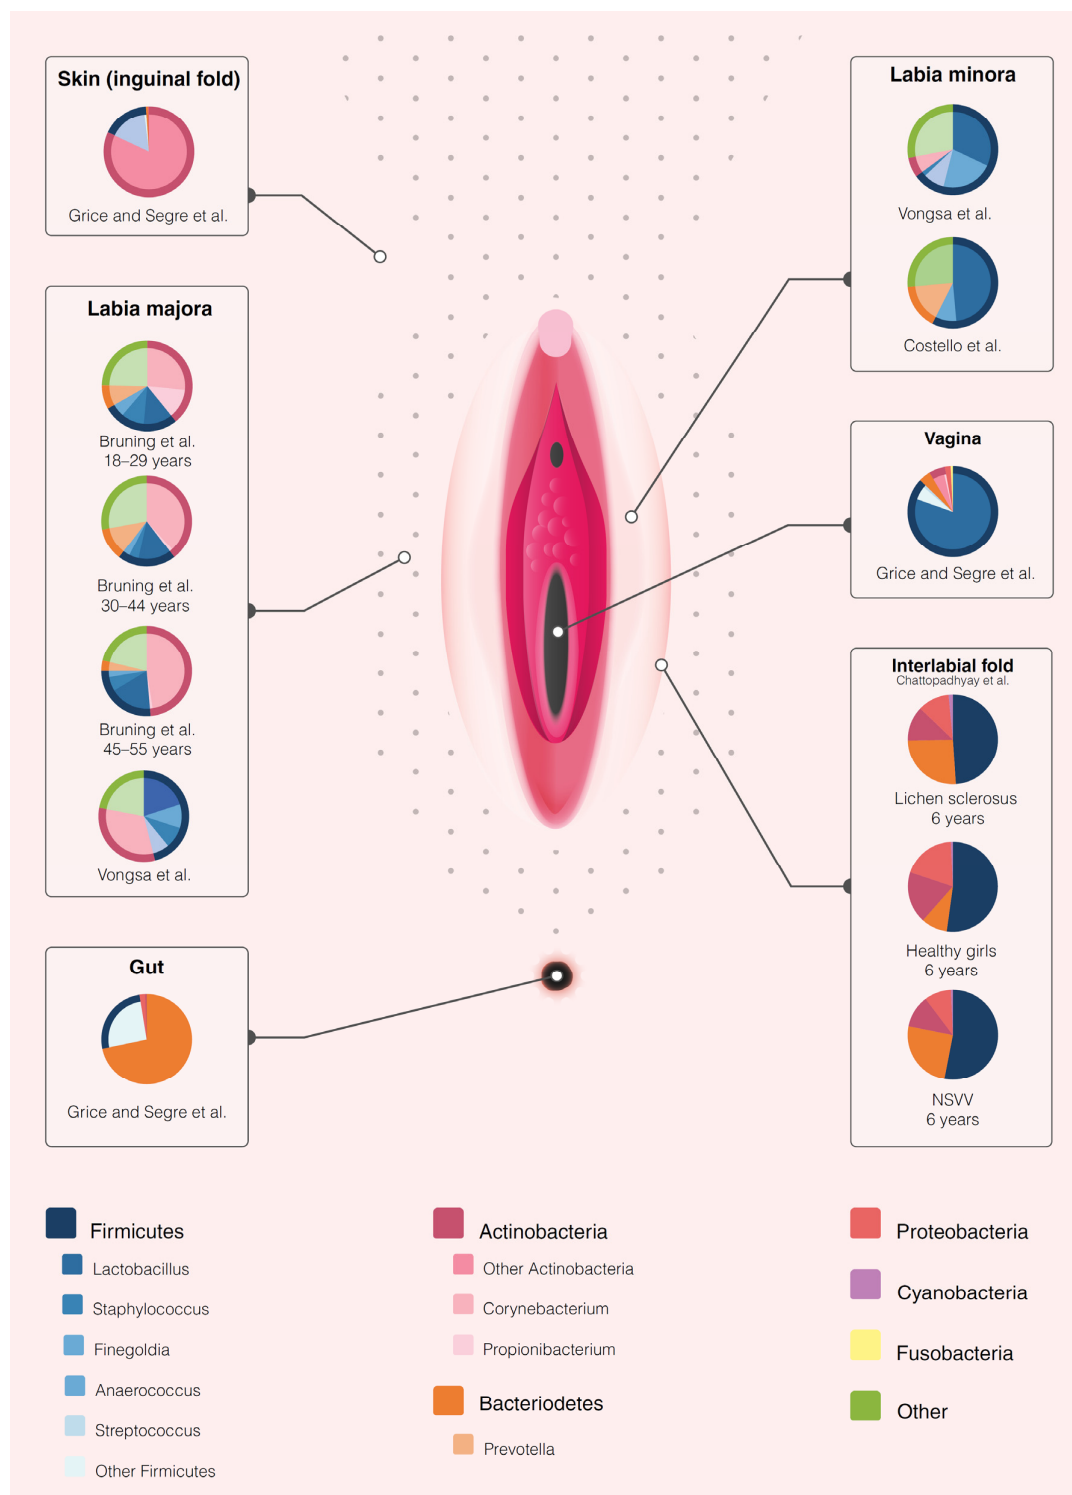 Skin (inguinal fold)
Grice and Segre et al.
Labia majora
Bruning et al.
18–29 years
Bruning et al.
30–44 years
Bruning et al.
45–55 years
Vongsa et al.
Gut
Grice and Segre et al.
Labia minora
Vongsa et al.
Costello et al.
Vagina
Grice and Segre et al.
Interlabial fold
Chattopadhyay et al.
Lichen sclerosus
6 years
Healthy girls
6 years
NSVV
6 years
Firmicutes
Lactobacillus
Staphylococcus
Finegoldia
Anaerococcus
Streptococcus
Other Firmicutes
Actinobacteria
Other Actinobacteria
Corynebacterium
Propionibacterium
Bacteriodetes
Prevotella
Proteobacteria
Cyanobacteria
Fusobacteria
Other